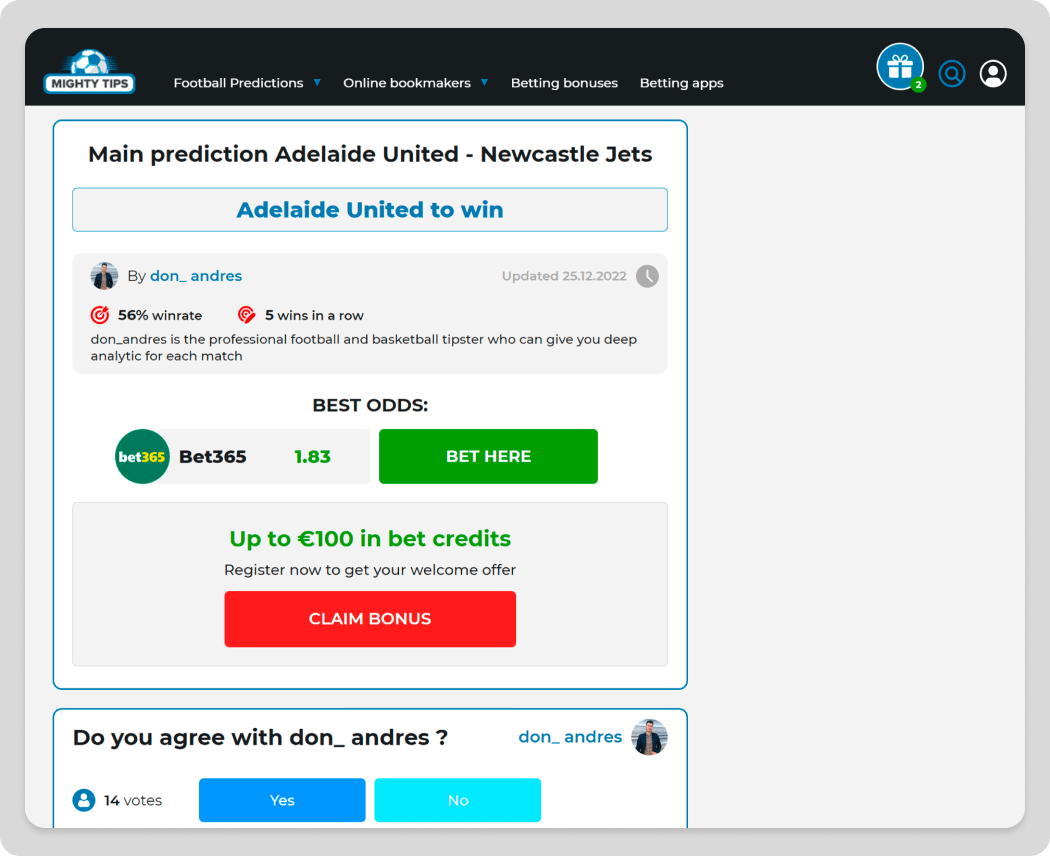 MIGHTY TIPS
Football Predictions ▼ Online bookmakers ▼ Betting bonuses Betting apps
2
Main prediction Adelaide United - Newcastle Jets
Adelaide United to win
By don_ andres
Updated 25.12.2022
56% winrate
5 wins in a row
don_andres is the professional football and basketball tipster who can give you deep
analytic for each match
BEST ODDS:
bet365 Bet365 1.83 BET HERE
Up to €100 in bet credits
Register now to get your welcome offer
CLAIM BONUS
Do you agree with don_ andres ?
don_ andres
14 votes
Yes
No